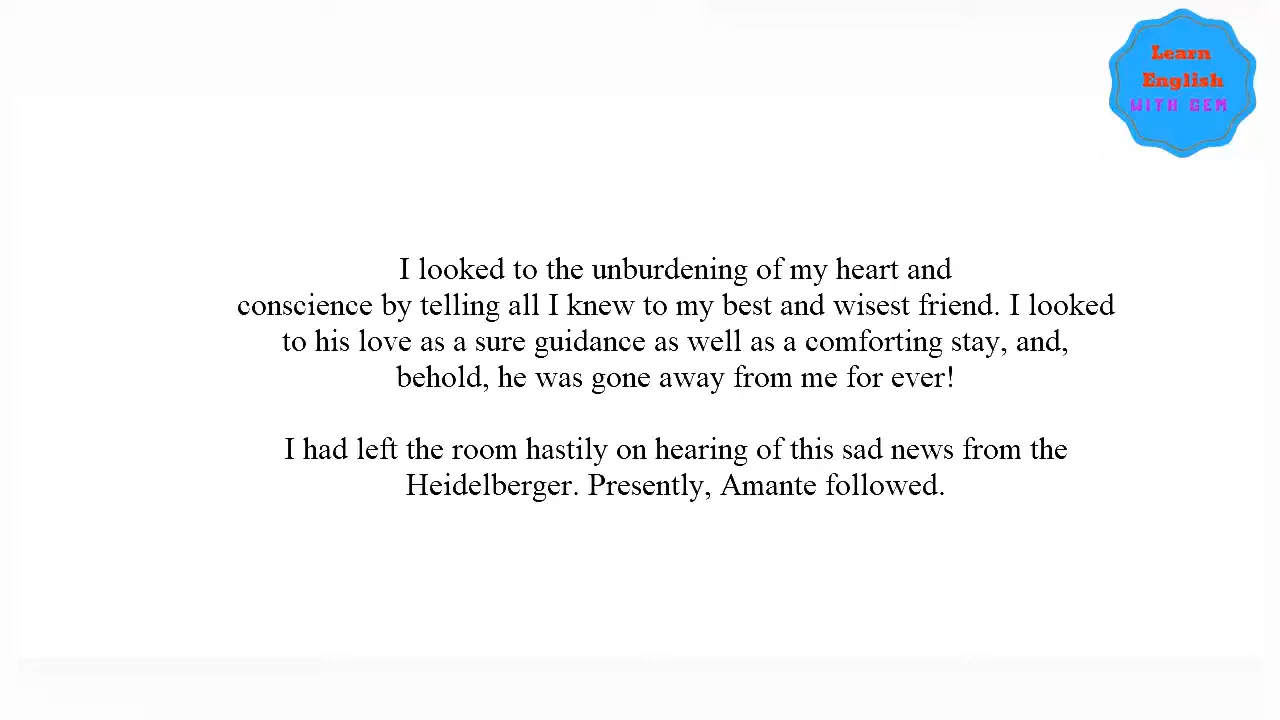 Learn
English
WITH GEM
I looked to the unburdening of my heart and
conscience by telling all I knew to my best and wisest friend. I looked
to his love as a sure guidance as well as a comforting stay, and,
behold, he was gone away from me for ever!
I had left the room hastily on hearing of this sad news from the
Heidelberger. Presently, Amante followed.